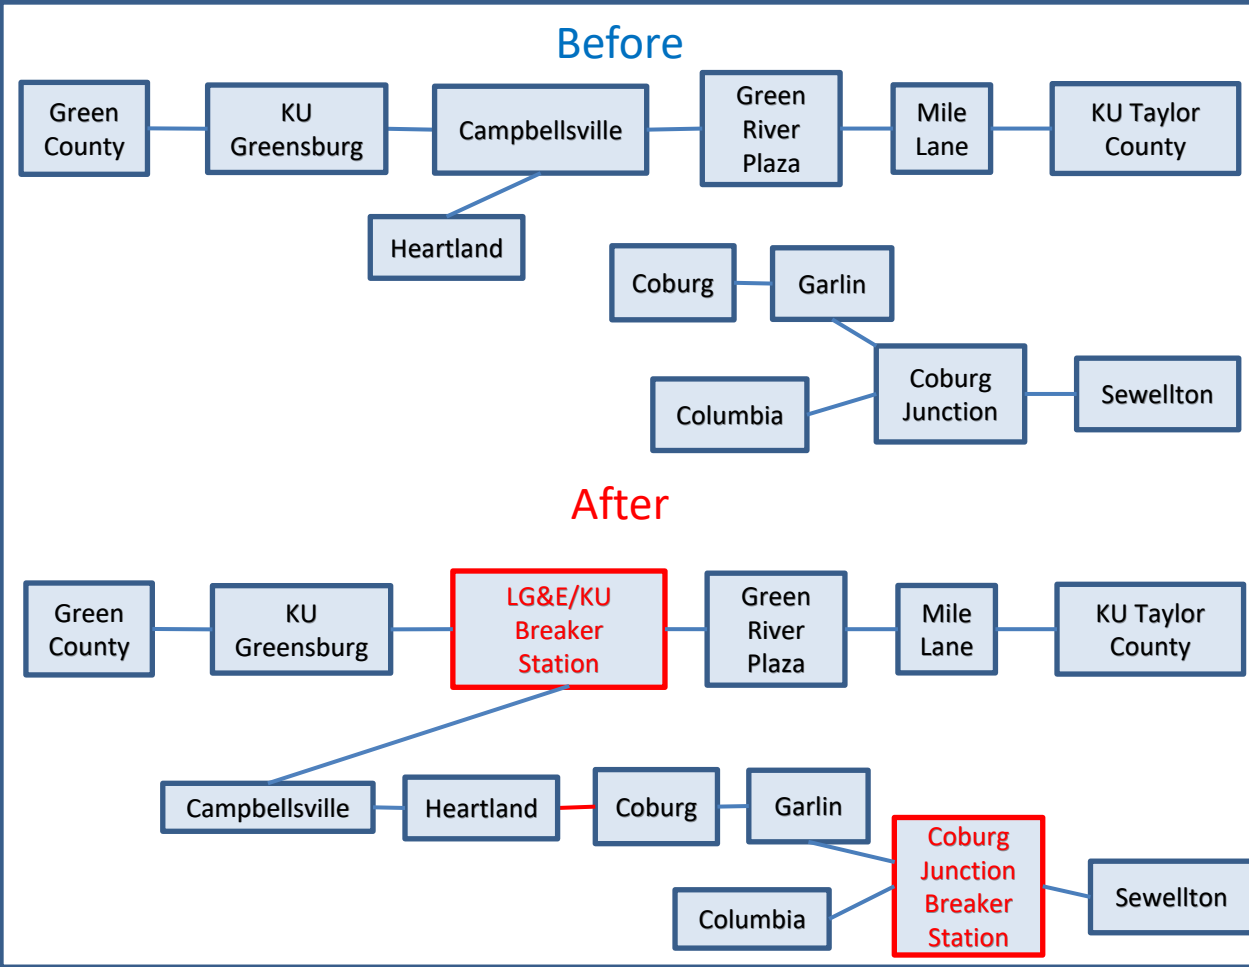 Before
Green
County
KU
Greensburg
Campbellsville
Green
River
Plaza
Mile
Lane
KU Taylor
County
Heartland
Coburg
Garlin
Columbia
Coburg
Junction
Sewellton
After
Green
County
KU
Greensburg
LG&E/KU
Breaker
Station
Green
River
Plaza
Mile
Lane
KU Taylor
County
Campbellsville
Heartland
Coburg
Garlin
Columbia
Coburg
Junction
Breaker
Station
Sewellton